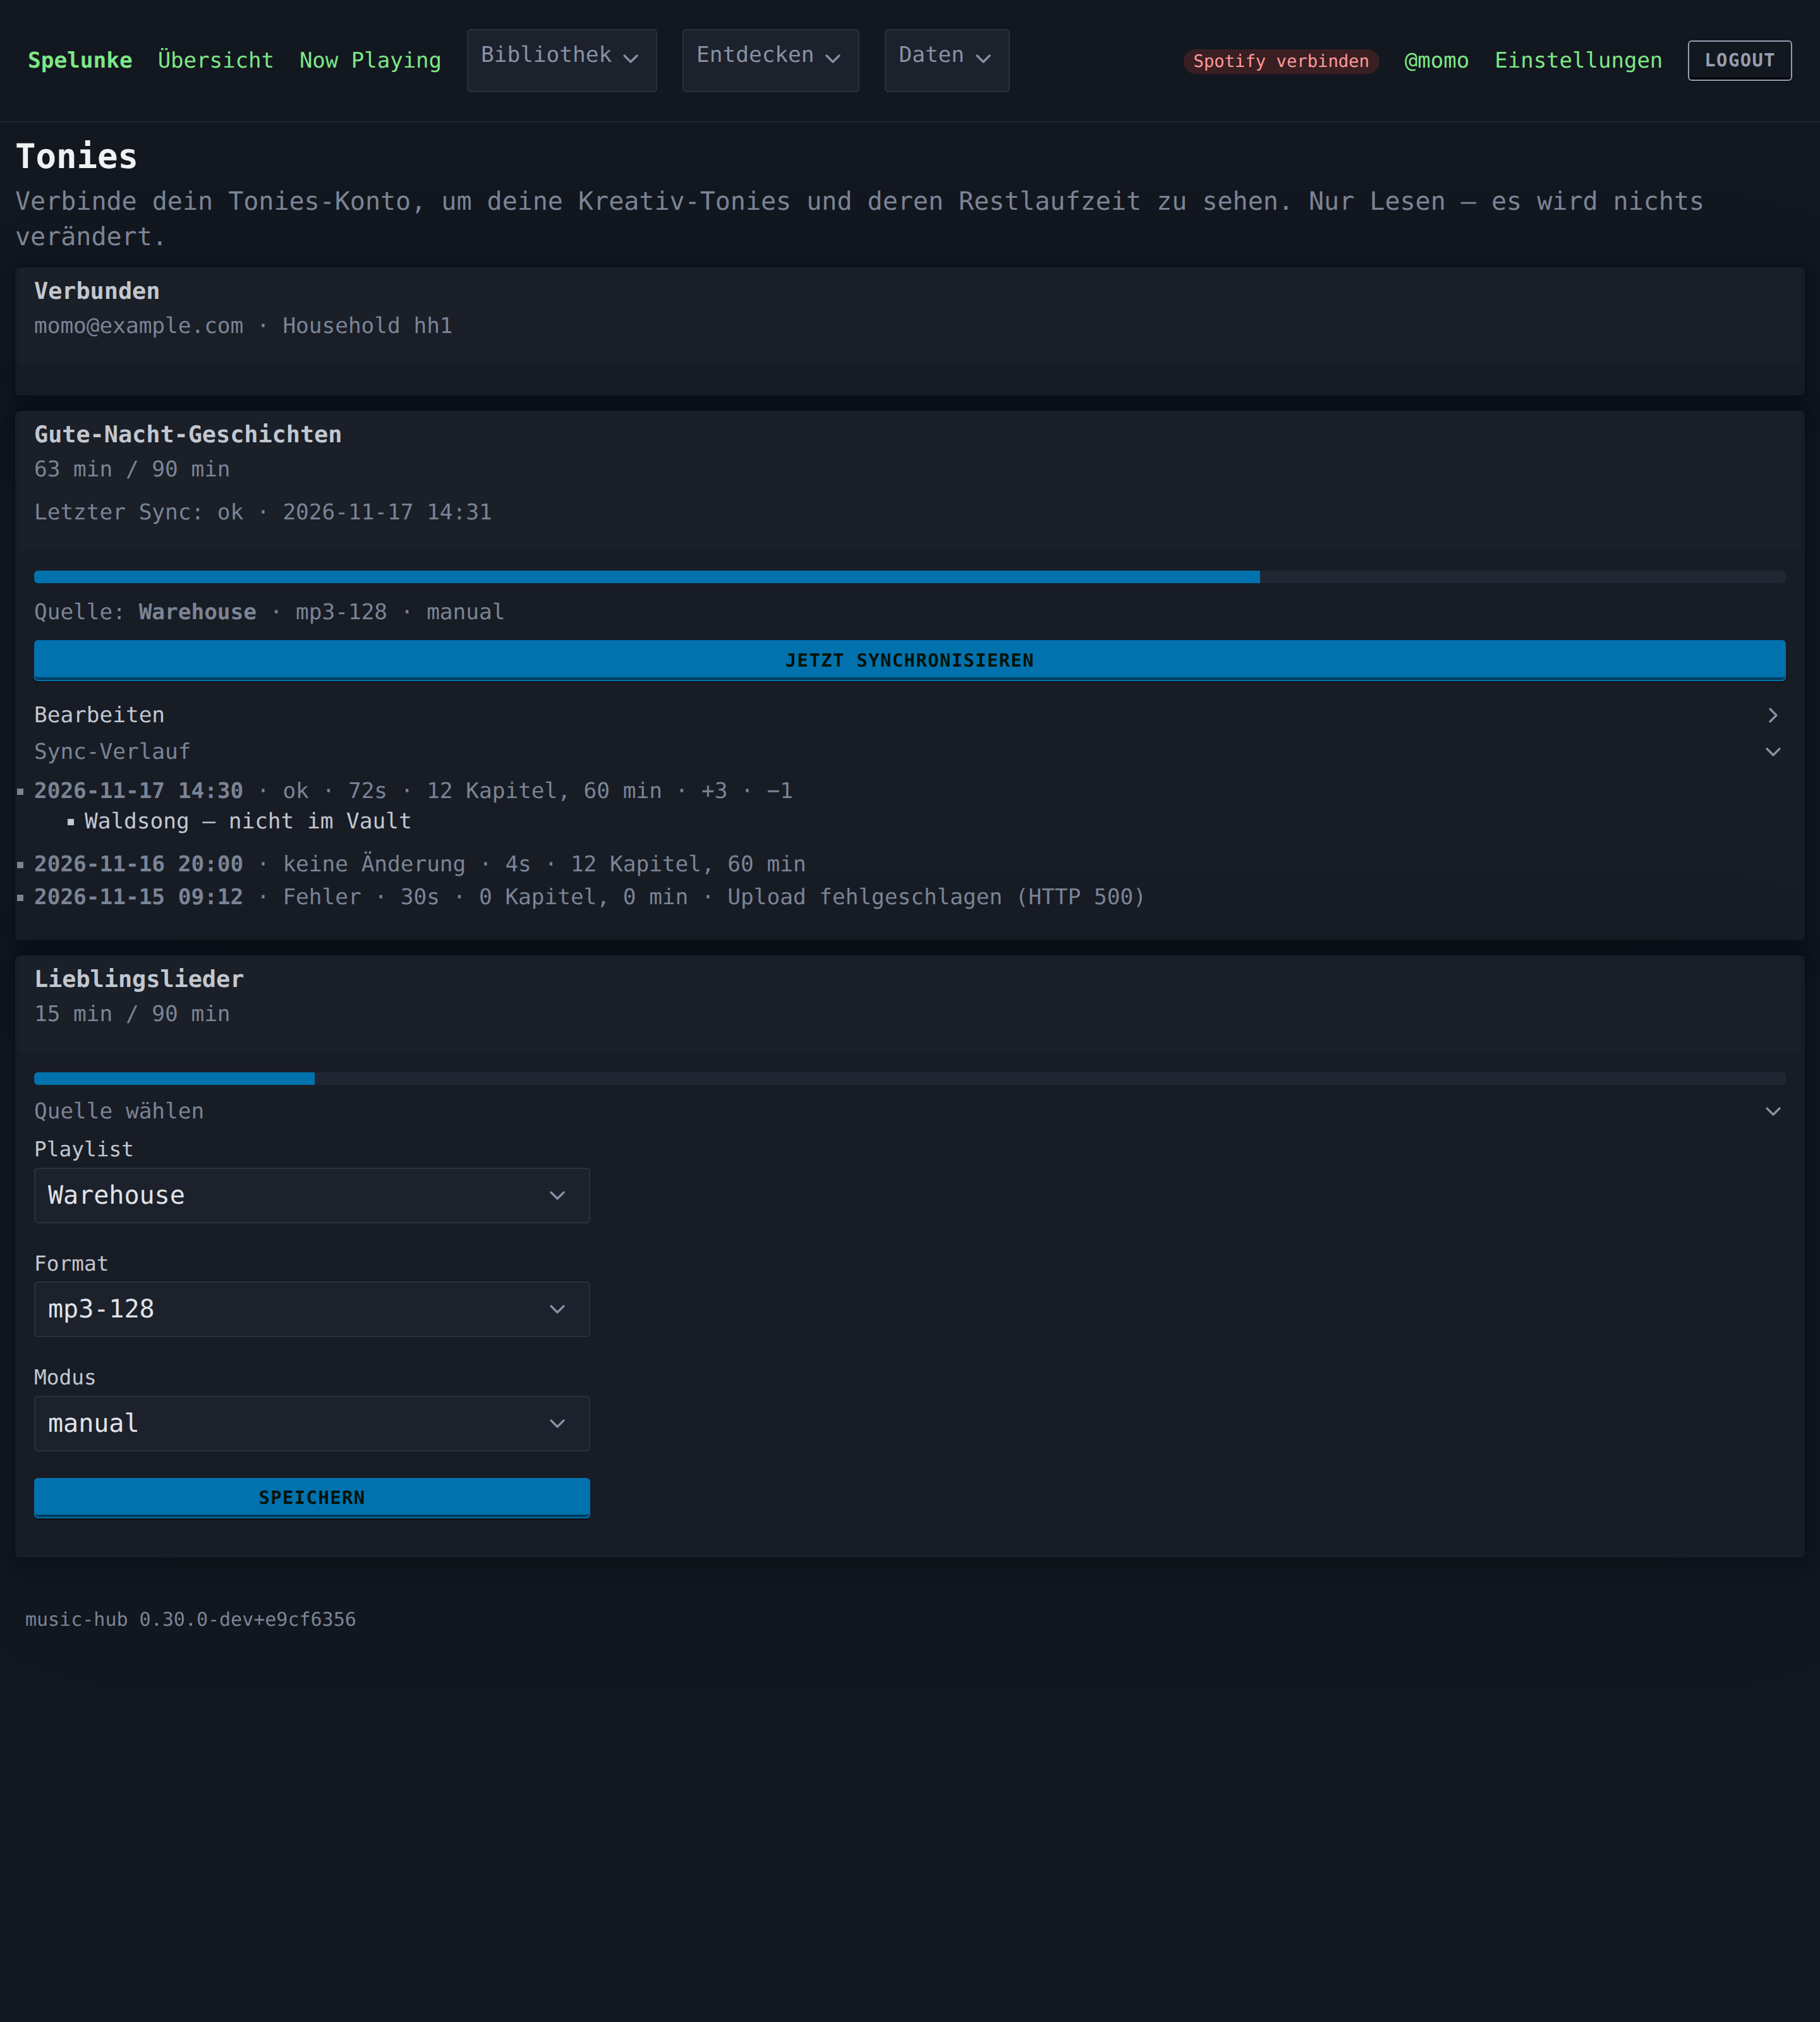 Spelunke Übersicht Now Playing Bibliothek Entdecken Daten Spotify verbinden @momo Einstellungen LOGOUT
Tonies
Verbinde dein Tonies-Konto, um deine Kreativ-Tonies und deren Restlaufzeit zu sehen. Nur Lesen – es wird nichts
verändert.
Verbunden
momo@example.com · Household hh1
Gute-Nacht-Geschichten
63 min / 90 min
Letzter Sync: ok · 2026-11-17 14:31
Quelle: Warehouse · mp3-128 · manual
JETZT SYNCHRONISIEREN
Bearbeiten
Sync-Verlauf
2026-11-17 14:30 · ok · 72s · 12 Kapitel, 60 min · +3 · −1
Waldsong – nicht im Vault
2026-11-16 20:00 · keine Änderung · 4s · 12 Kapitel, 60 min
2026-11-15 09:12 · Fehler · 30s · 0 Kapitel, 0 min · Upload fehlgeschlagen (HTTP 500)
Lieblingslieder
15 min / 90 min
Quelle wählen
Playlist
Warehouse
Format
mp3-128
Modus
manual
SPEICHERN
music-hub 0.30.0-dev+e9cf6356